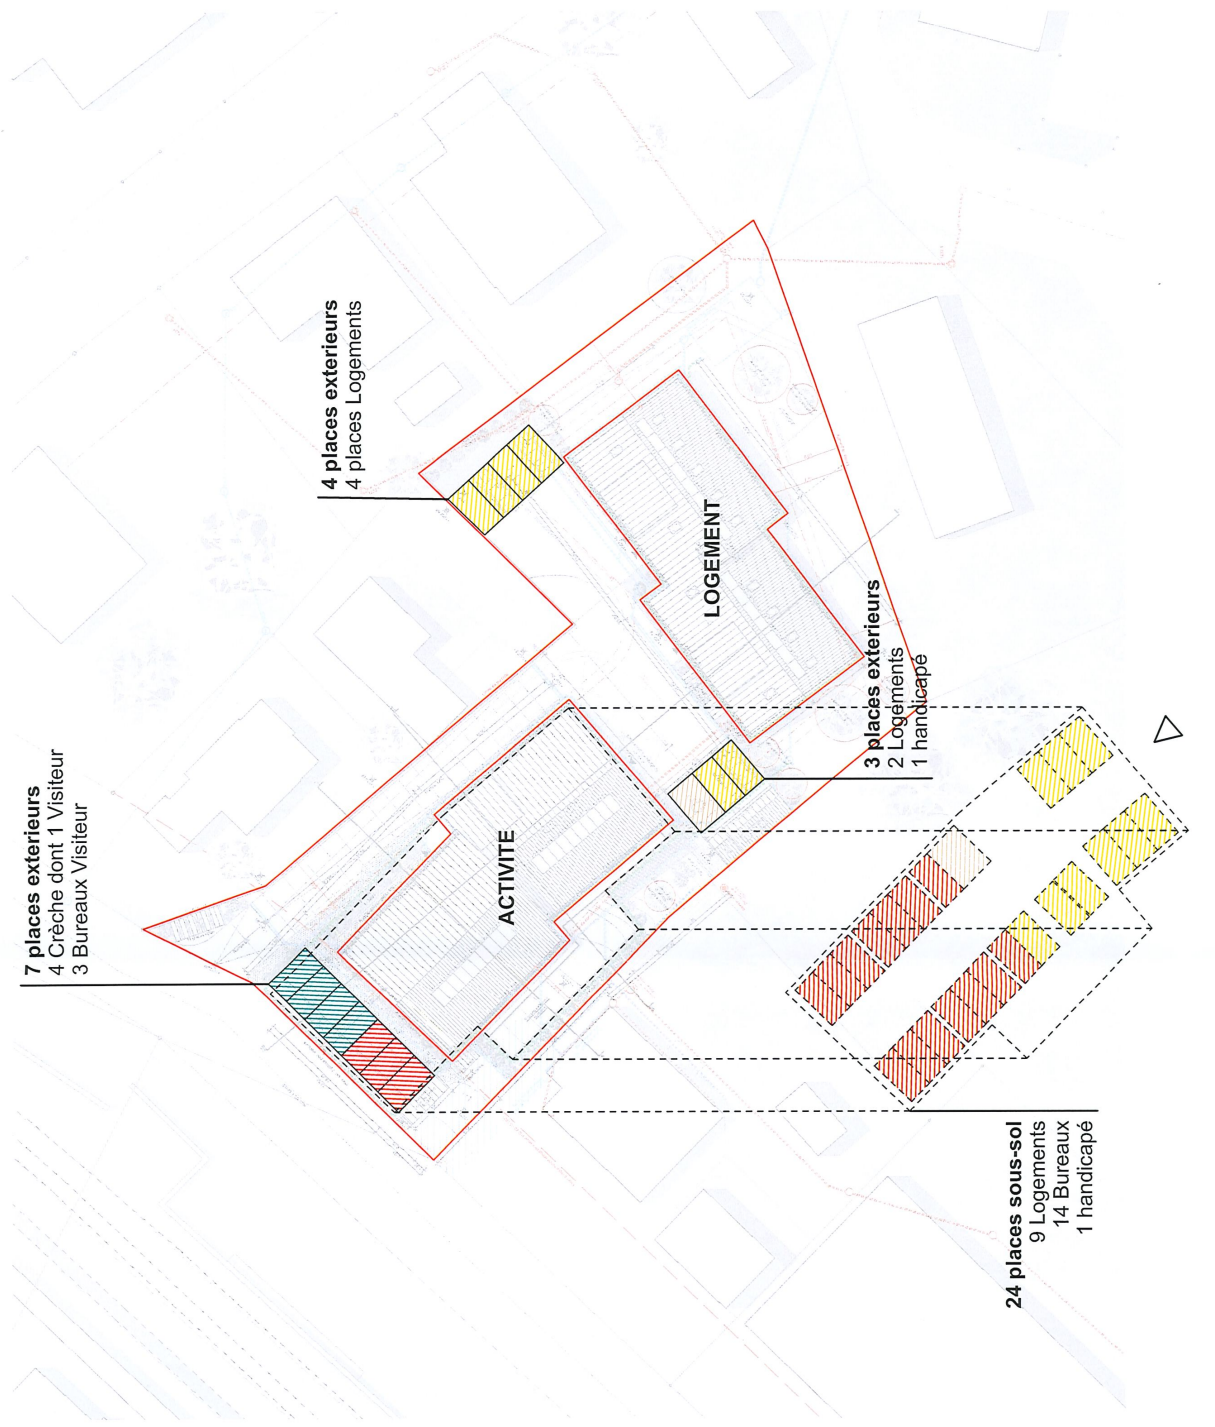 7 places exterieurs
4 Crèche dont 1 Visiteur
3 Bureaux Visiteur
4 places exterieurs
4 places Logements
ACTIVITE
LOGEMENT
3 places exterieurs
2 Logements
1 handicapé
24 places sous-sol
9 Logements
14 Bureaux
1 handicapé